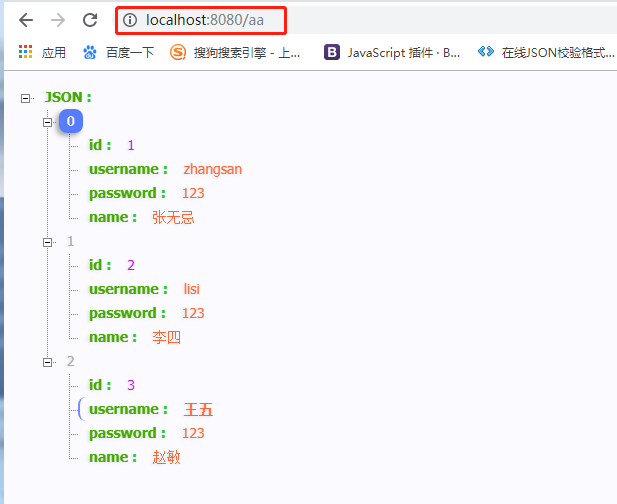 localhost:8080/aa
应用 百度一下 搜狗搜索引擎 - 上... JavaScript 插件 · B... 在线JSON校验格式...
JSON :
0
id : 1
username : zhangsan
password : 123
name : 张无忌
1
id : 2
username : lisi
password : 123
name : 李四
2
id : 3
username : 王五
password : 123
name : 赵敏